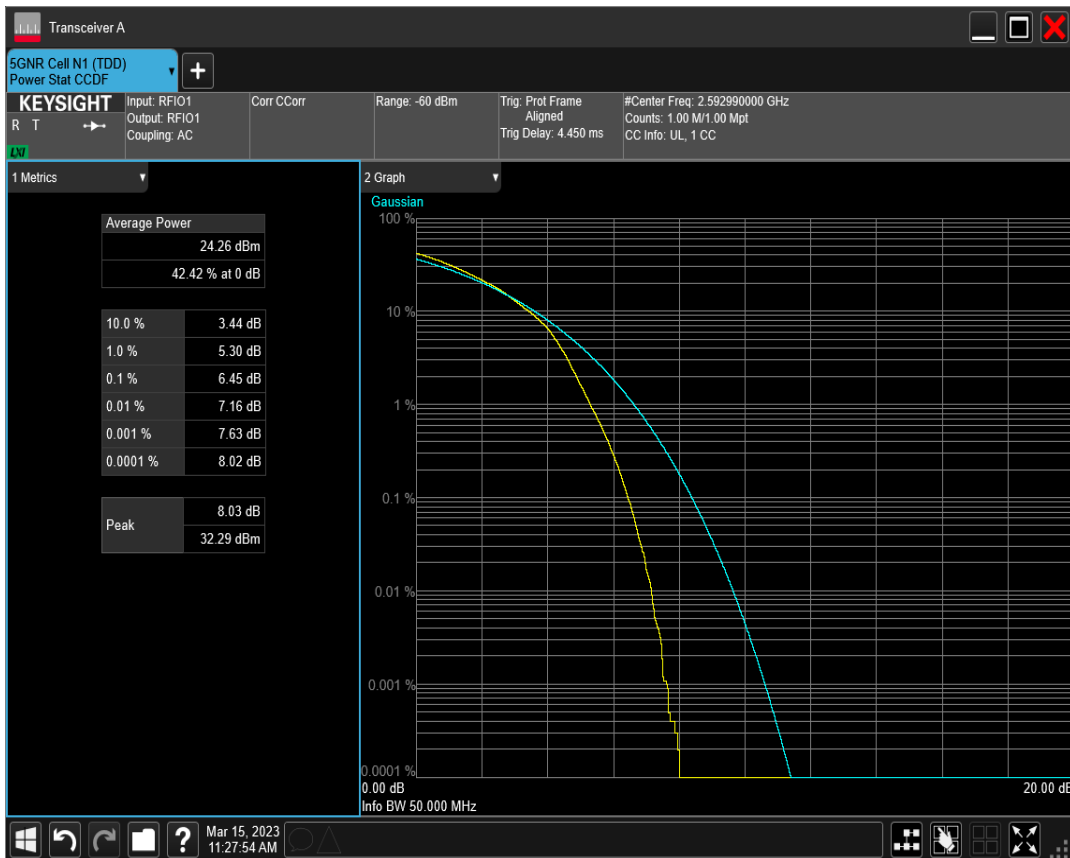 Transceiver A
5GNR Cell N1 (TDD)
Power Stat CCDF
KEYSIGHT
R T
LXI
Input: RFIO1
Output: RFIO1
Coupling: AC
Corr CCorr
Range: -60 dBm
Trig: Prot Frame
Aligned
Trig Delay: 4.450 ms
#Center Freq: 2.592990000 GHz
Counts: 1.00 M/1.00 Mpt
CC Info: UL, 1 CC
1 Metrics
Average Power
24.26 dBm
42.42 % at 0 dB
10.0 % 3.44 dB
1.0 % 5.30 dB
0.1 % 6.45 dB
0.01 % 7.16 dB
0.001 % 7.63 dB
0.0001 % 8.02 dB
Peak
8.03 dB
32.29 dBm
2 Graph
Gaussian
100 %
10 %
1 %
0.1 %
0.01 %
0.001 %
0.0001 %
0.00 dB 20.00 dB
Info BW 50.000 MHz
Mar 15, 2023
11:27:54 AM